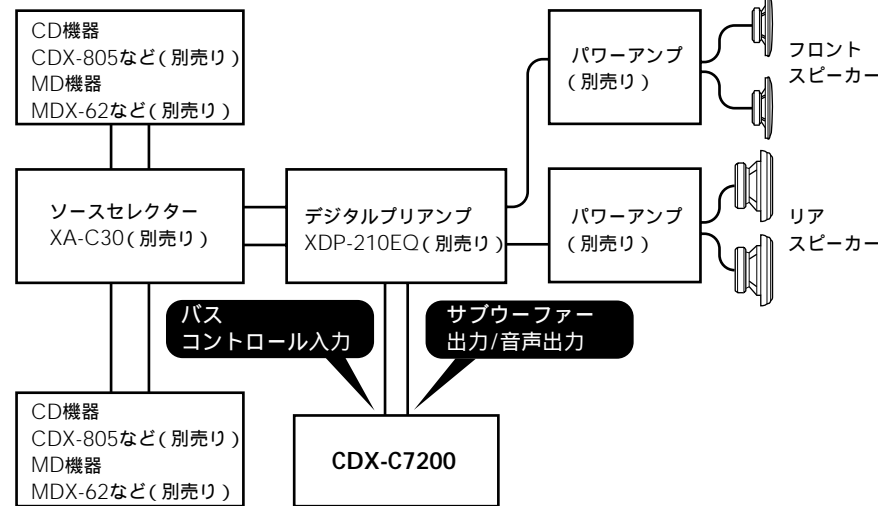 CD機器
CDX-805など(別売り)
MD機器
MDX-62など(別売り)
パワーアンプ
(別売り)
フロント
スピーカー
ソースセレクター
XA-C30(別売り)
デジタルプリアンプ
XDP-210EQ(別売り)
パワーアンプ
(別売り)
リア
スピーカー
バス
コントロール入力
サブウーファー
出力/音声出力
CD機器
CDX-805など(別売り)
MD機器
MDX-62など(別売り)
CDX-C7200